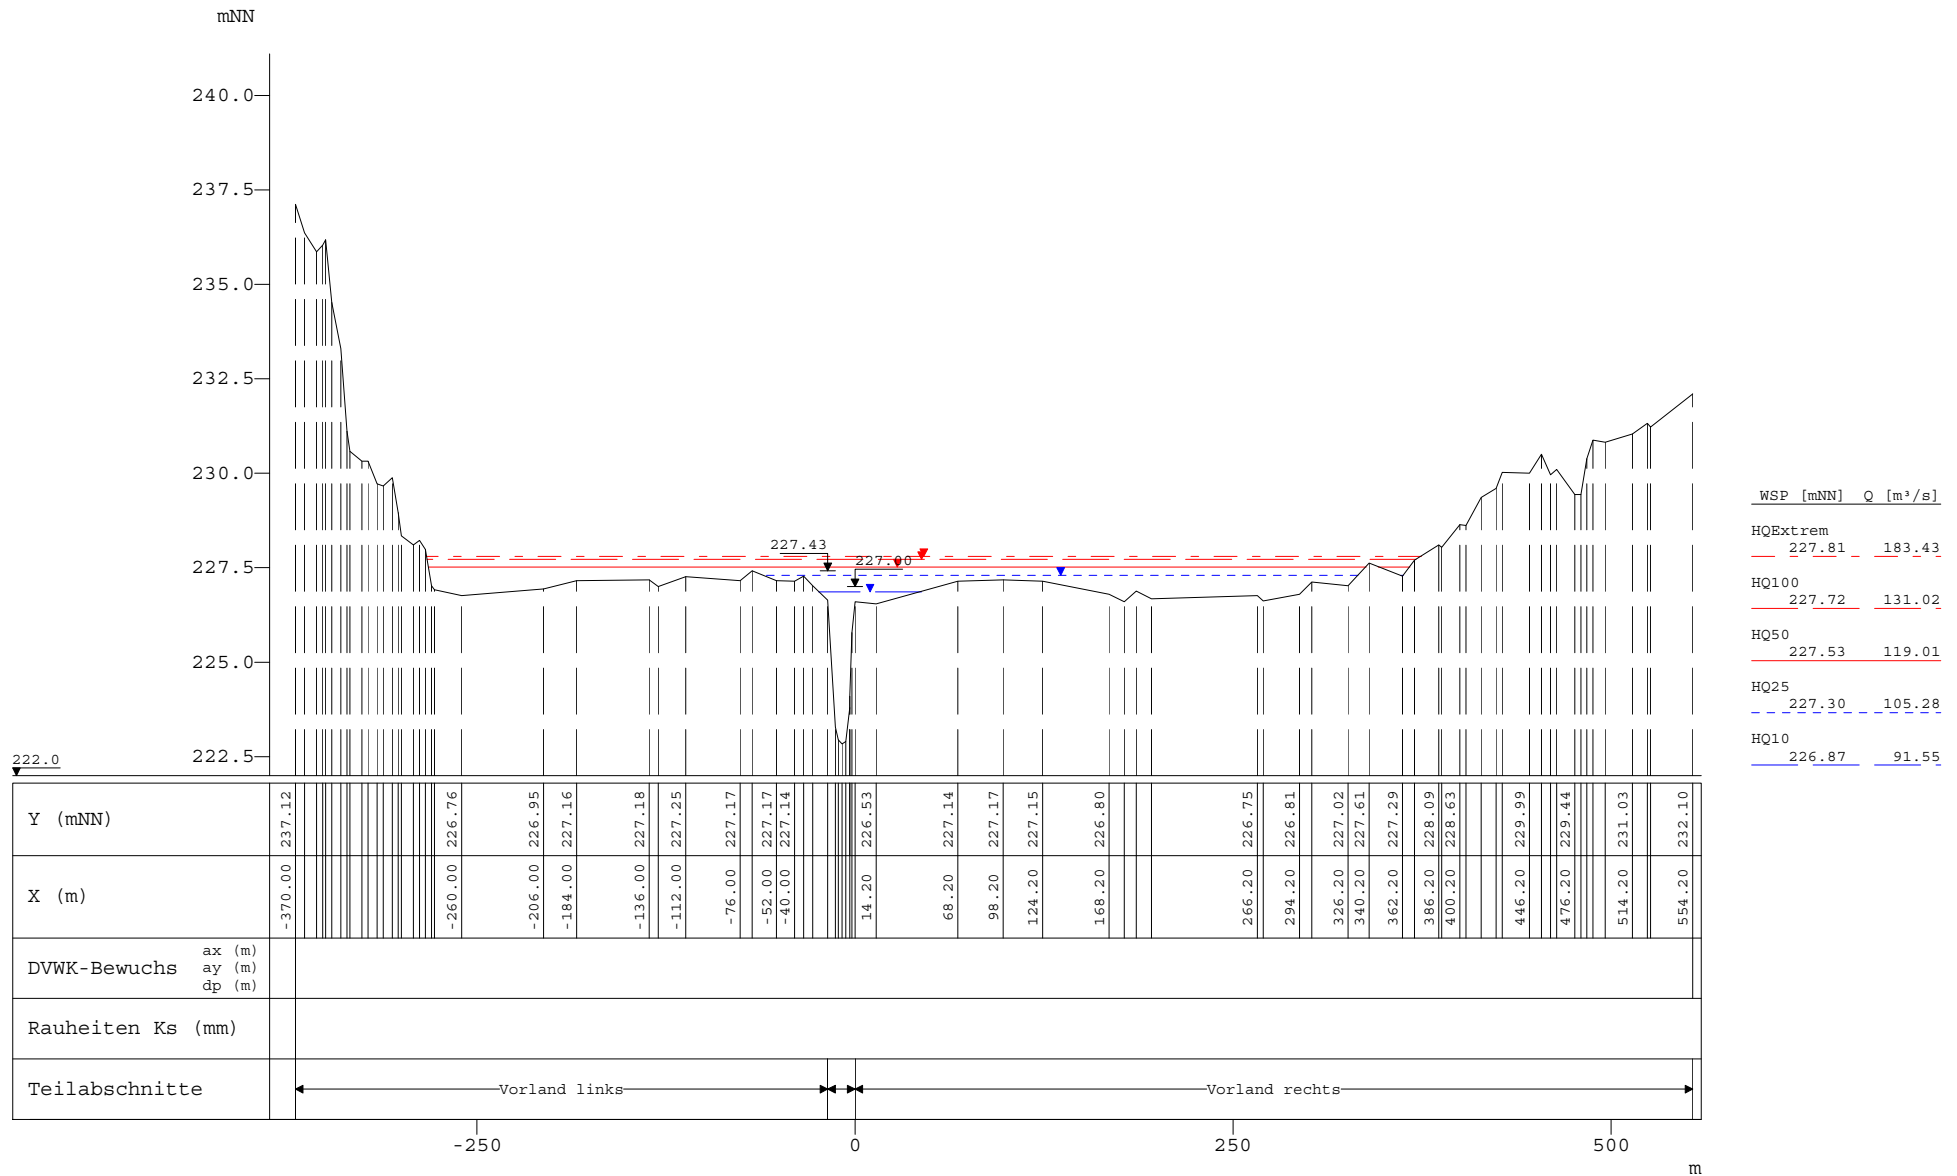 mNN
240.0
237.5
235.0
232.5
230.0
227.5
225.0
222.5
222.0
227.43
227.00
WSP [mNN] Q [m³/s]
HQExtrem
227.81 183.43
HQ100
227.72 131.02
HQ50
227.53 119.01
HQ25
227.30 105.28
HQ10
226.87 91.55
Y (mNN) 237.12 226.76 226.95 227.16 227.18 227.25 227.17 227.17 227.14 226.53 227.14 227.17 227.15 226.80 226.75 226.81 227.02 227.61 227.29 228.09 228.63 229.99 229.44 231.03 232.10
X (m) -370.00 -260.00 -206.00 -184.00 -136.00 -112.00 -76.00 -52.00 -40.00 14.20 68.20 98.20 124.20 168.20 266.20 294.20 326.20 340.20 362.20 386.20 400.20 446.20 476.20 514.20 554.20
DVWK-Bewuchs
ax (m)
ay (m)
dp (m)
Rauheiten Ks (mm)
Teilabschnitte Vorland links Vorland rechts
-250 0 250 500
m